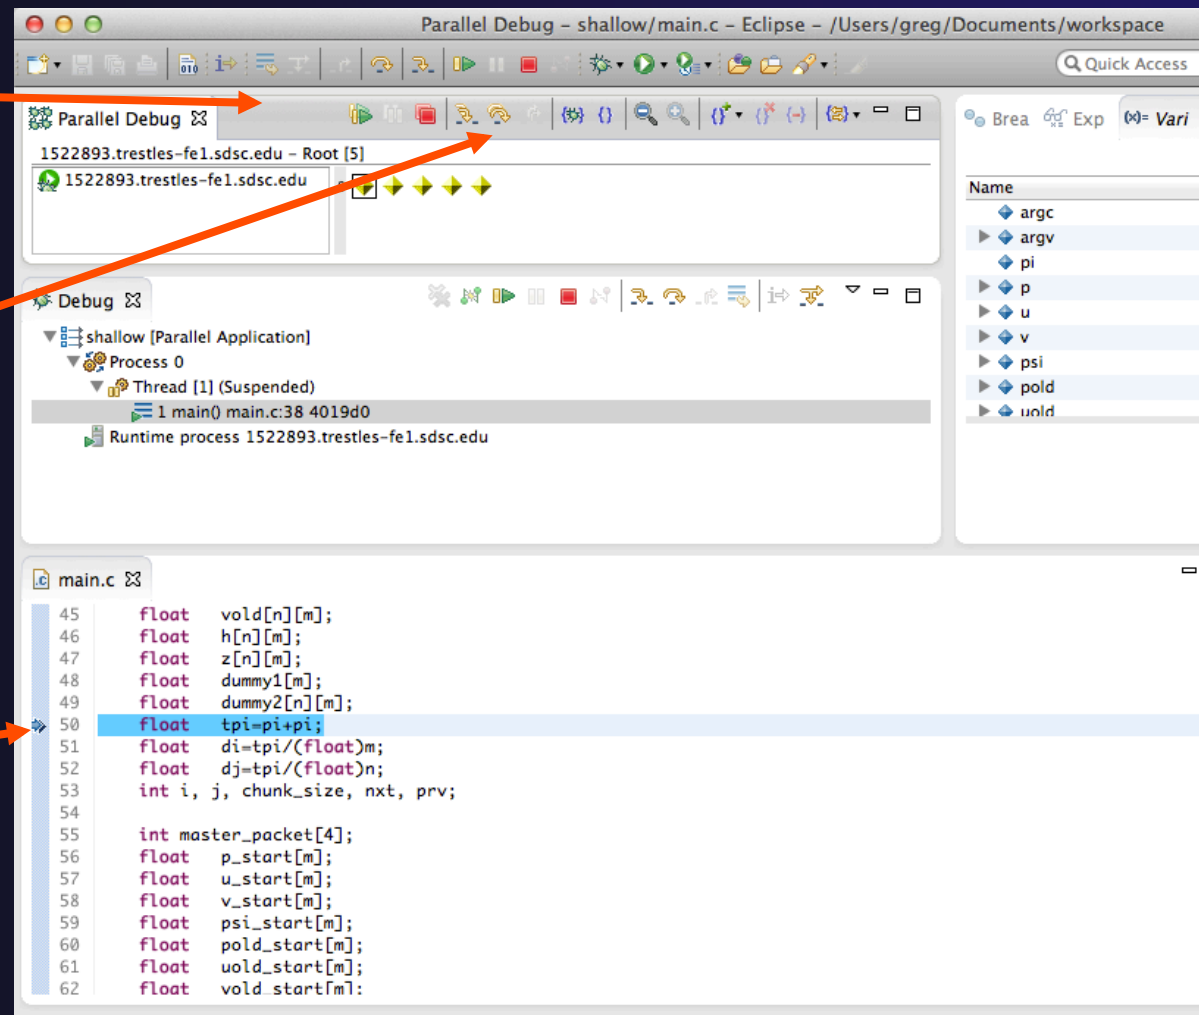 Parallel Debug – shallow/main.c – Eclipse – /Users/greg/Documents/workspace
010
Quick Access
Parallel Debug
1522893.trestles-fe1.sdsc.edu – Root [5]
1522893.trestles-fe1.sdsc.edu
Brea
Exp
(x)= Vari
Name
argc
argv
pi
p
u
v
psi
pold
uold
Debug
shallow [Parallel Application]
Process 0
Thread [1] (Suspended)
1 main() main.c:38 4019d0
Runtime process 1522893.trestles-fe1.sdsc.edu
.c main.c
45 float vold[n][m];
46 float h[n][m];
47 float z[n][m];
48 float dummy1[m];
49 float dummy2[n][m];
50 float tpi=pi+pi;
51 float di=tpi/(float)m;
52 float dj=tpi/(float)n;
53 int i, j, chunk_size, nxt, prv;
54
55 int master_packet[4];
56 float p_start[m];
57 float u_start[m];
58 float v_start[m];
59 float psi_start[m];
60 float pold_start[m];
61 float uold_start[m];
62 float vold_start[m];